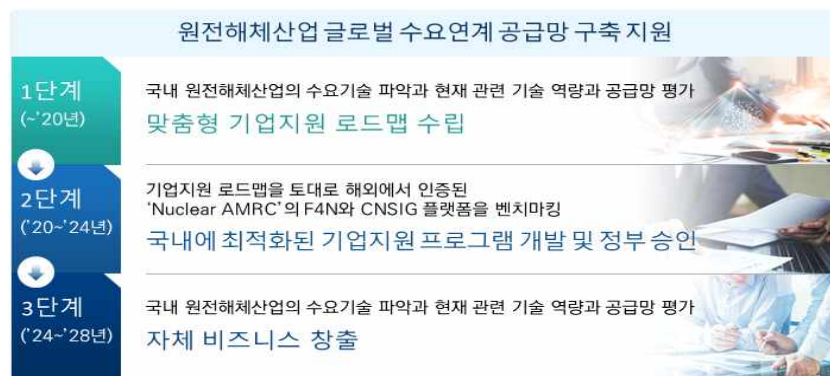 원전해체산업 글로벌 수요연계 공급망 구축 지원
1단계
(~'20년)
국내 원전해체산업의 수요기술 파악과 현재 관련 기술 역량과 공급망 평가
맞춤형 기업지원 로드맵 수립
2단계
('20~'24년)
기업지원 로드맵을 토대로 해외에서 인증된
'Nuclear AMRC'의 F4N와 CNSIG 플랫폼을 벤치마킹
국내에 최적화된 기업지원 프로그램 개발 및 정부 승인
3단계
('24~'28년)
국내 원전해체산업의 수요기술 파악과 현재 관련 기술 역량과 공급망 평가
자체 비즈니스 창출